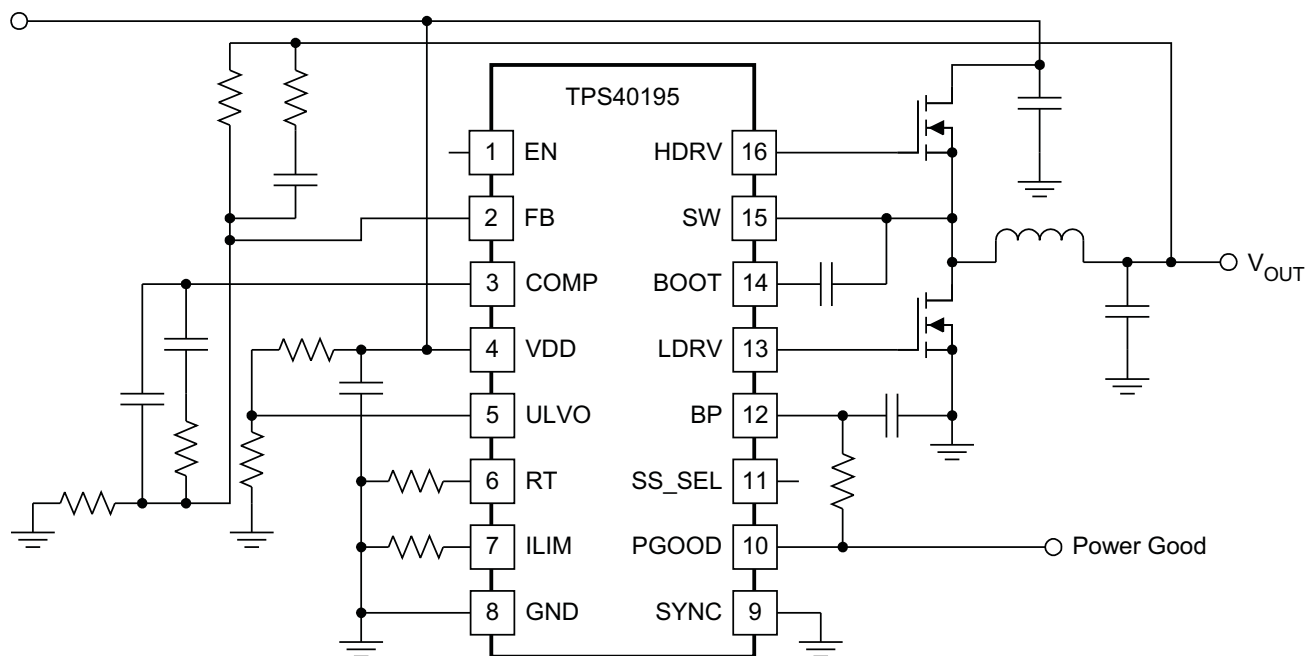 TPS40195
1 EN HDRV 16
2 FB SW 15
3 COMP BOOT 14
4 VDD LDRV 13
5 ULVO BP 12
6 RT SS_SEL 11
7 ILIM PGOOD 10
8 GND SYNC 9
VOUT
Power Good